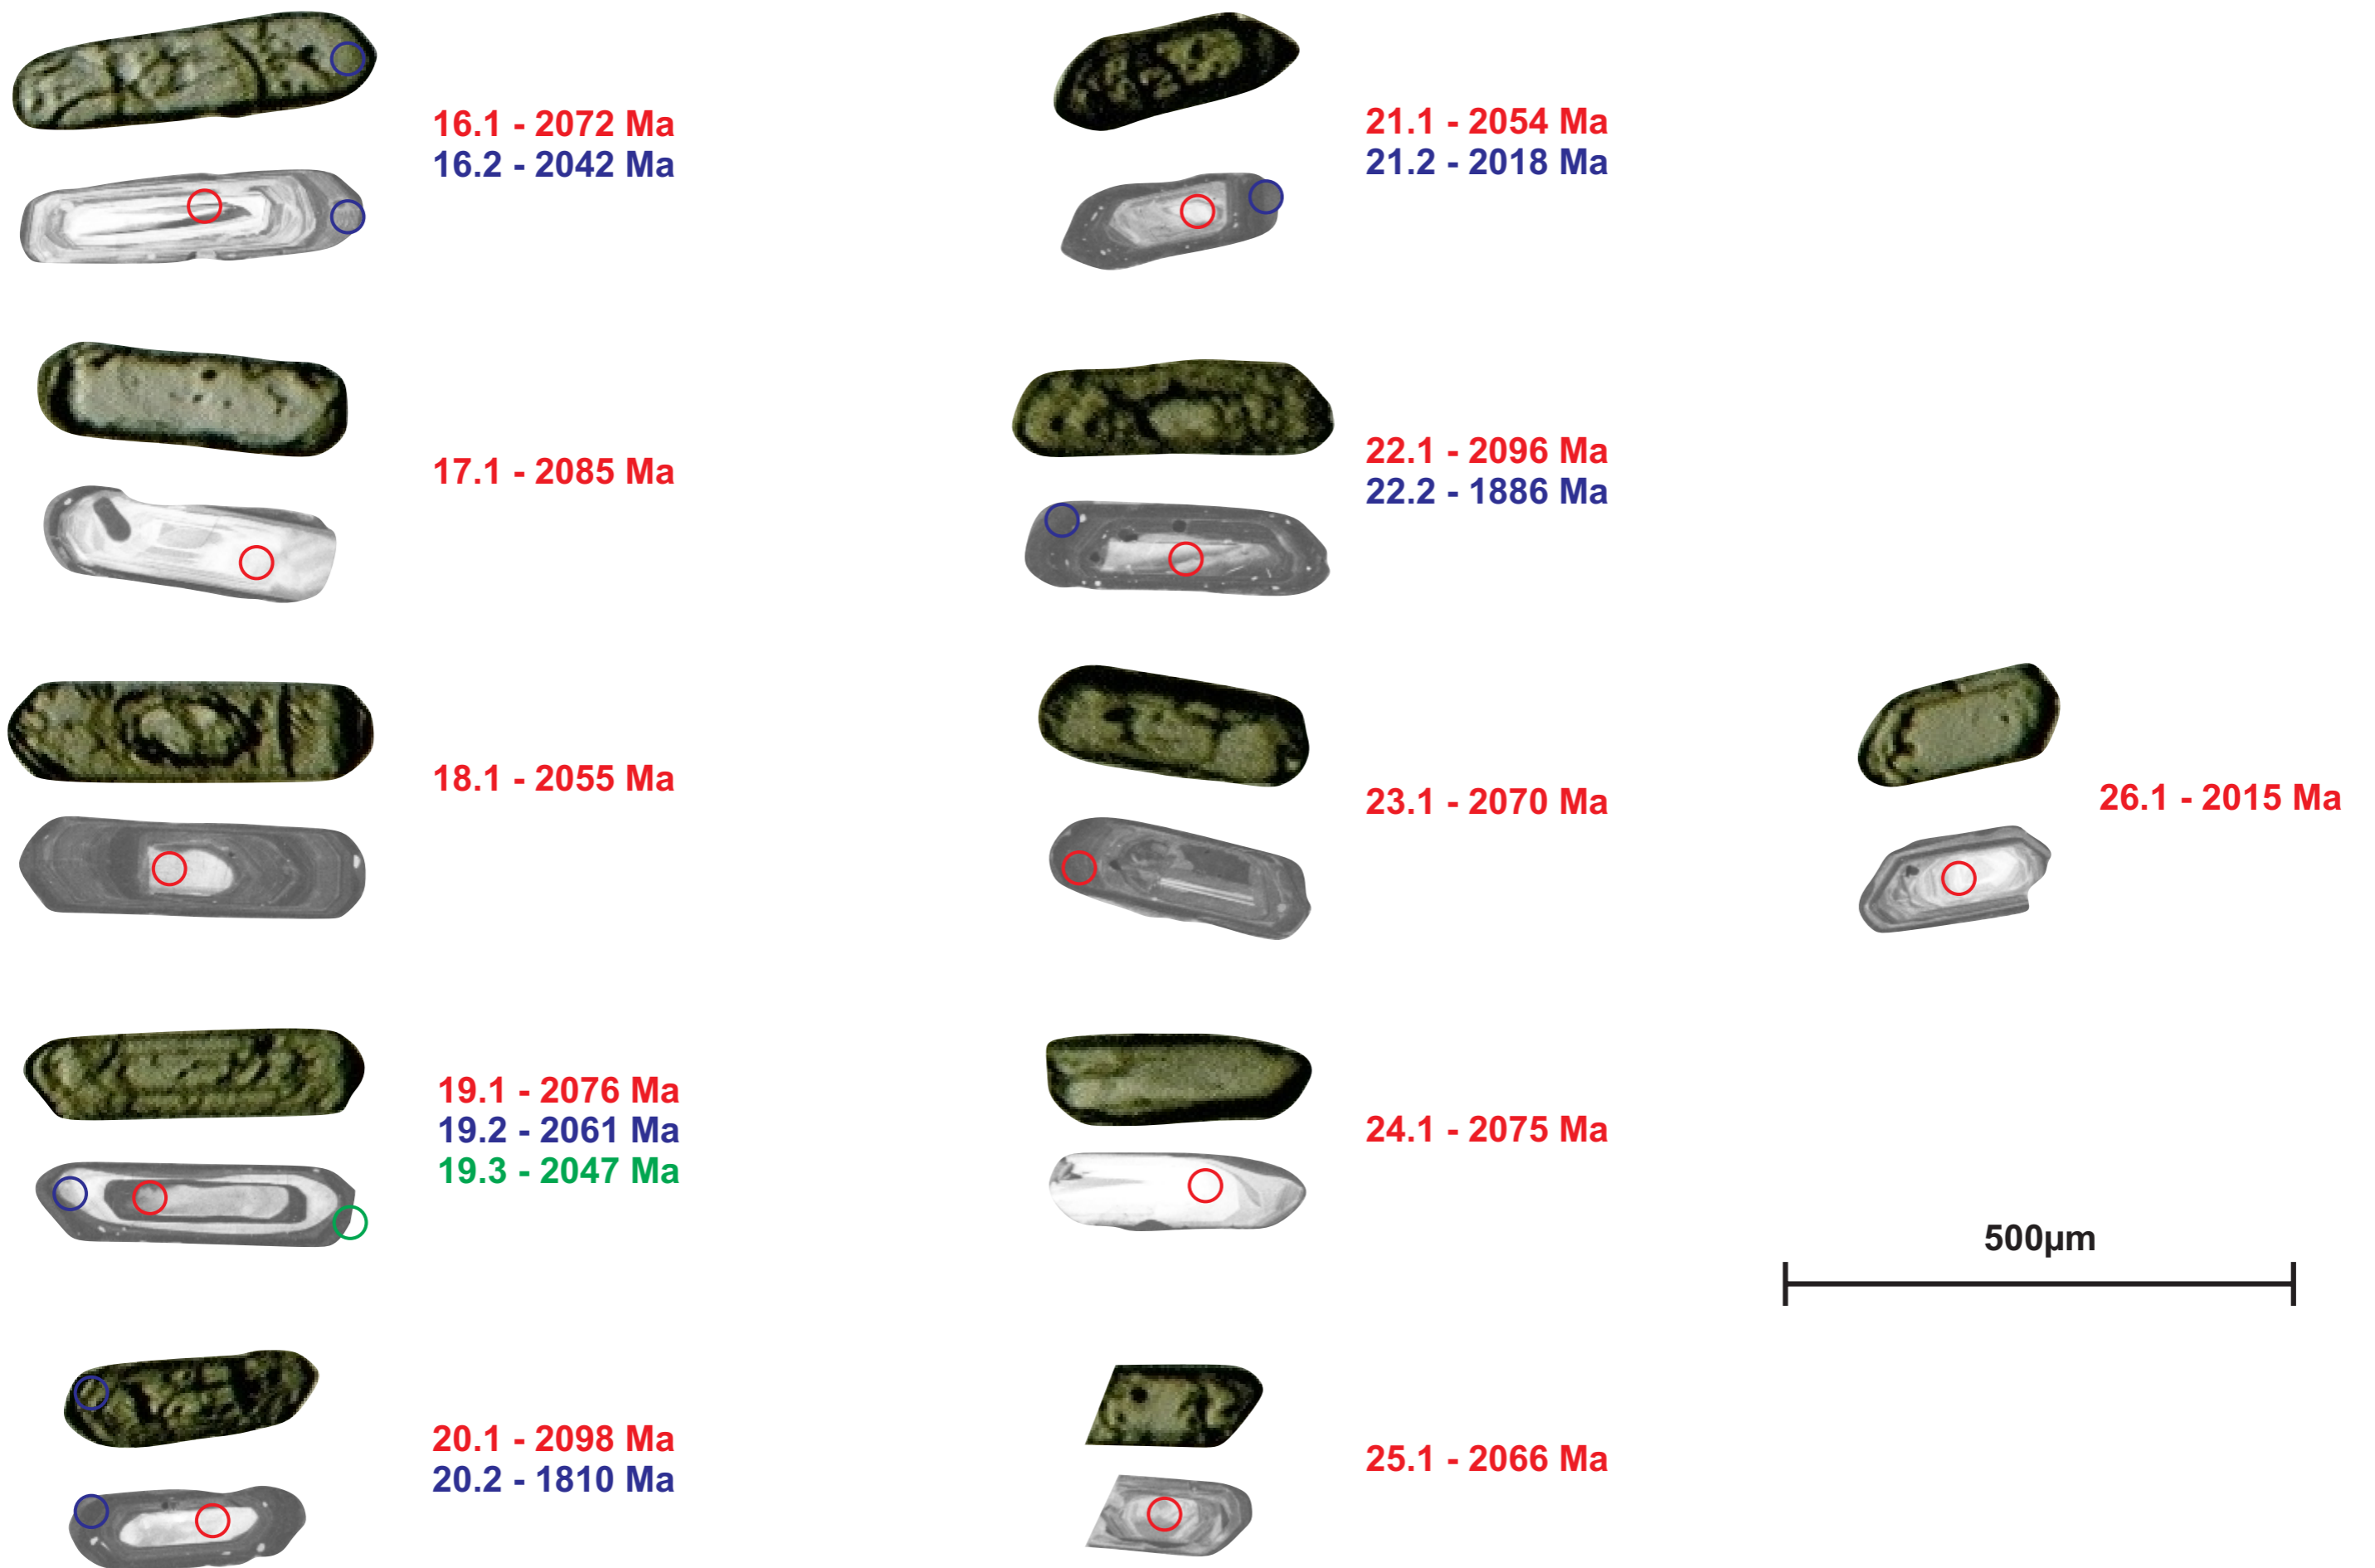 16.1 - 2072 Ma
16.2 - 2042 Ma
17.1 - 2085 Ma
18.1 - 2055 Ma
19.1 - 2076 Ma
19.2 - 2061 Ma
19.3 - 2047 Ma
20.1 - 2098 Ma
20.2 - 1810 Ma
21.1 - 2054 Ma
21.2 - 2018 Ma
22.1 - 2096 Ma
22.2 - 1886 Ma
23.1 - 2070 Ma
24.1 - 2075 Ma
25.1 - 2066 Ma
26.1 - 2015 Ma
500µm